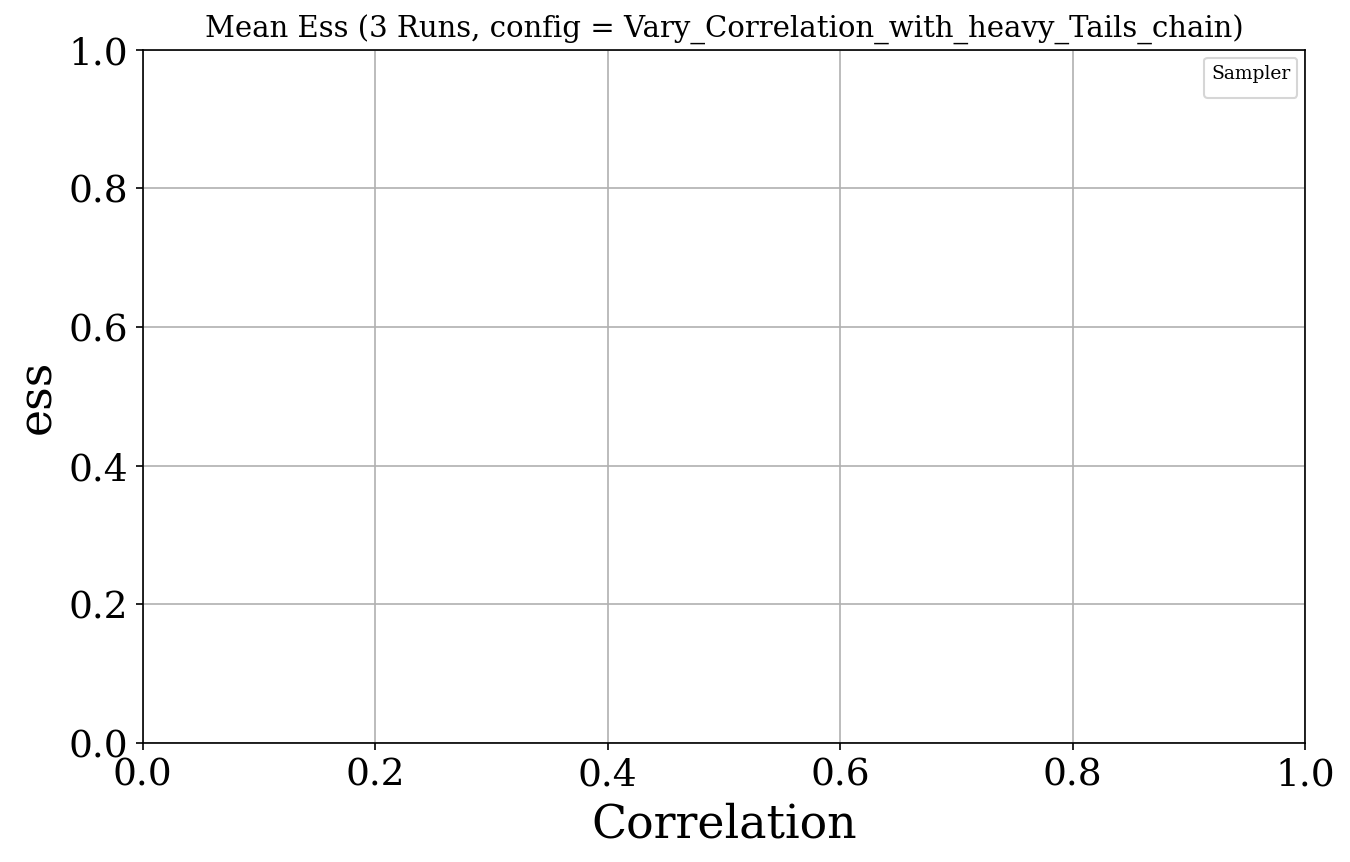 Mean Ess (3 Runs, config = Vary_Correlation_with_heavy_Tails_chain)
Sampler
1.0
0.8
0.6
0.4
0.2
0.0
ess
0.0 0.2 0.4 0.6 0.8 1.0
Correlation